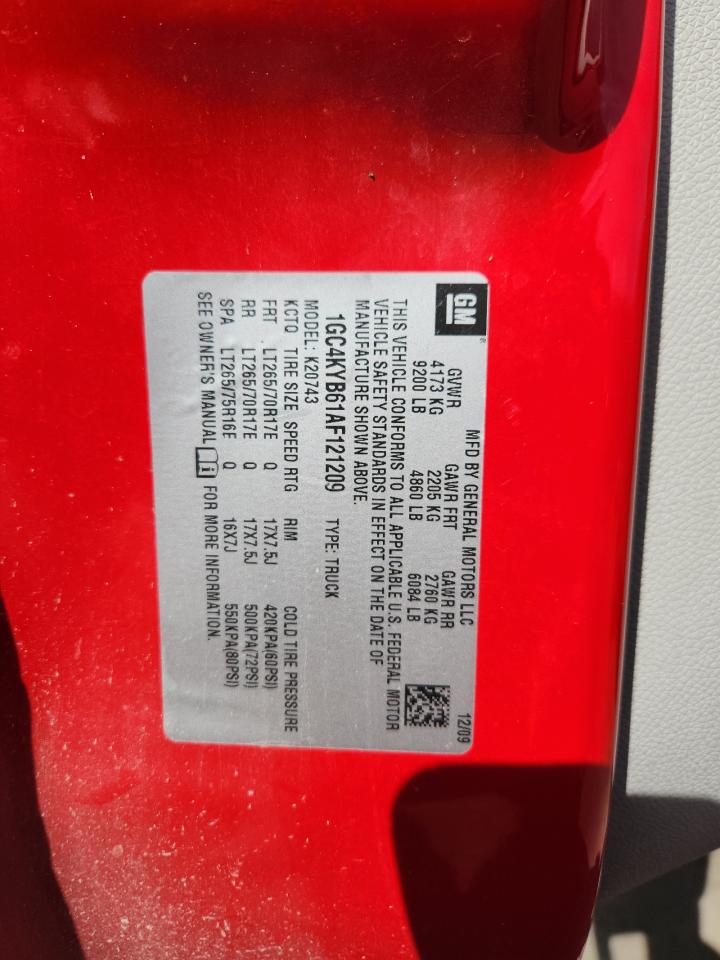 GM®
MFD BY GENERAL MOTORS LLC 12/09
GVWR GAWR FRT GAWR RR
4173 KG 2205 KG 2760 KG
9200 LB 4860 LB 6084 LB
THIS VEHICLE CONFORMS TO ALL APPLICABLE U.S. FEDERAL MOTOR
VEHICLE SAFETY STANDARDS IN EFFECT ON THE DATE OF
MANUFACTURE SHOWN ABOVE.
1GC4KYB61AF121209 TYPE: TRUCK
MODEL: K20743
KCTQ TIRE SIZE SPEED RTG RIM COLD TIRE PRESSURE
FRT LT265/70R17E Q 17X7.5J 420KPA(60PSI)
RR LT265/70R17E Q 17X7.5J 500KPA(72PSI)
SPA LT265/75R16E Q 16X7J 550KPA(80PSI)
SEE OWNER'S MANUAL FOR MORE INFORMATION.